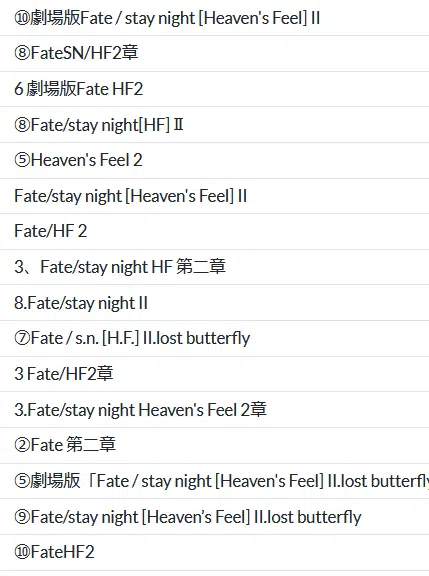 ⑩劇場版Fate / stay night [Heaven's Feel] II
⑧FateSN/HF2章
6 劇場版Fate HF2
⑧Fate/stay night[HF] Ⅱ
⑤Heaven's Feel 2
Fate/stay night [Heaven's Feel] II
Fate/HF 2
3、Fate/stay night HF 第二章
8.Fate/stay night II
⑦Fate / s.n. [H.F.] II.lost butterfly
3 Fate/HF2章
3.Fate/stay night Heaven's Feel 2章
②Fate 第二章
⑤劇場版「Fate / stay night [Heaven's Feel] II.lost butterfly
⑨Fate/stay night [Heaven’s Feel] II.lost butterfly
⑩FateHF2